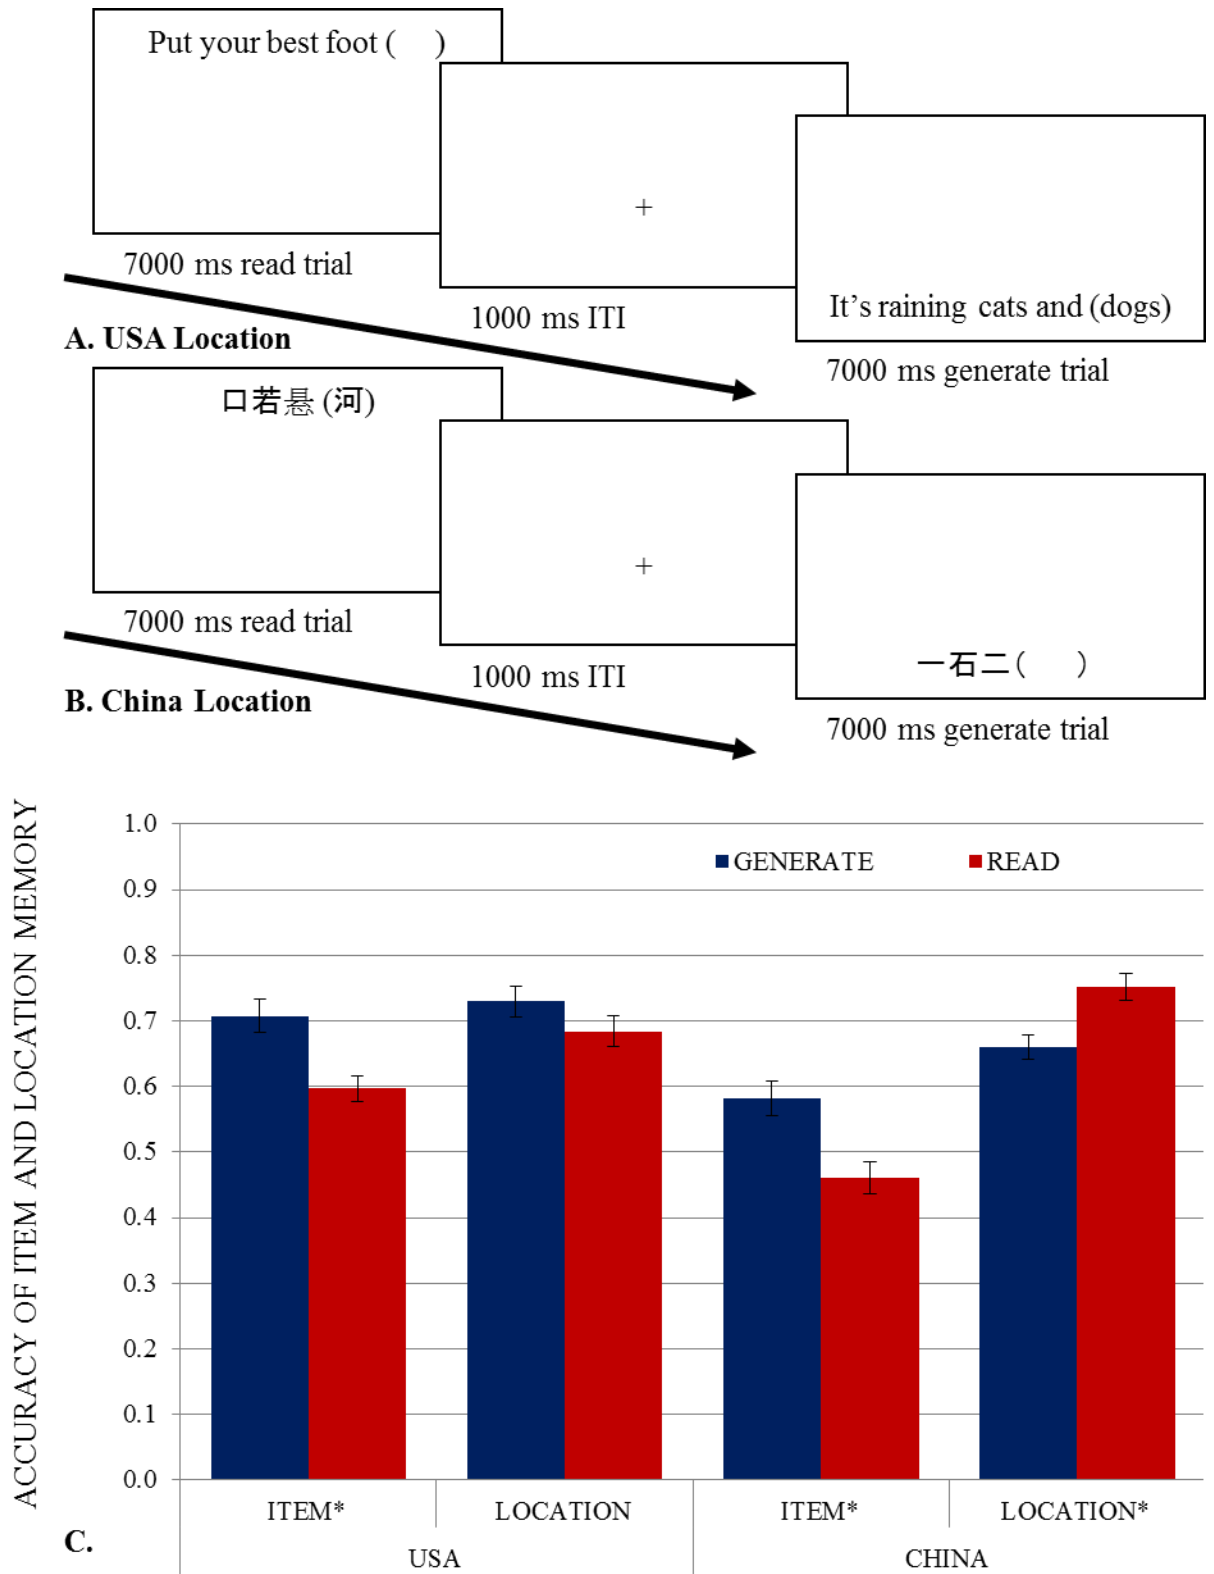 Put your best foot (    )
+
It's raining cats and (dogs)
7000 ms read trial
1000 ms ITI
7000 ms generate trial
A. USA Location
口若悬 (河)
+
一石二 (    )
7000 ms read trial
1000 ms ITI
7000 ms generate trial
B. China Location
ACCURACY OF ITEM AND LOCATION MEMORY
1.0
0.9
0.8
0.7
0.6
0.5
0.4
0.3
0.2
0.1
0.0
GENERATE READ
ITEM* LOCATION ITEM* LOCATION*
USA CHINA
C.